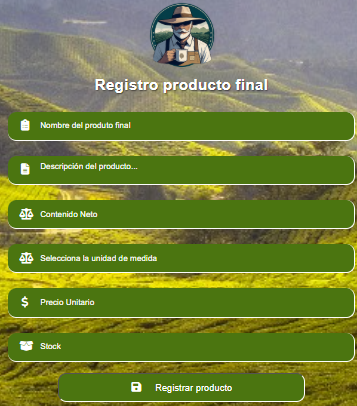 Registro producto final
Nombre del produto final
Descripción del producto...
Contenido Neto
Selecciona la unidad de medida
Precio Unitario
Stock
Registrar producto